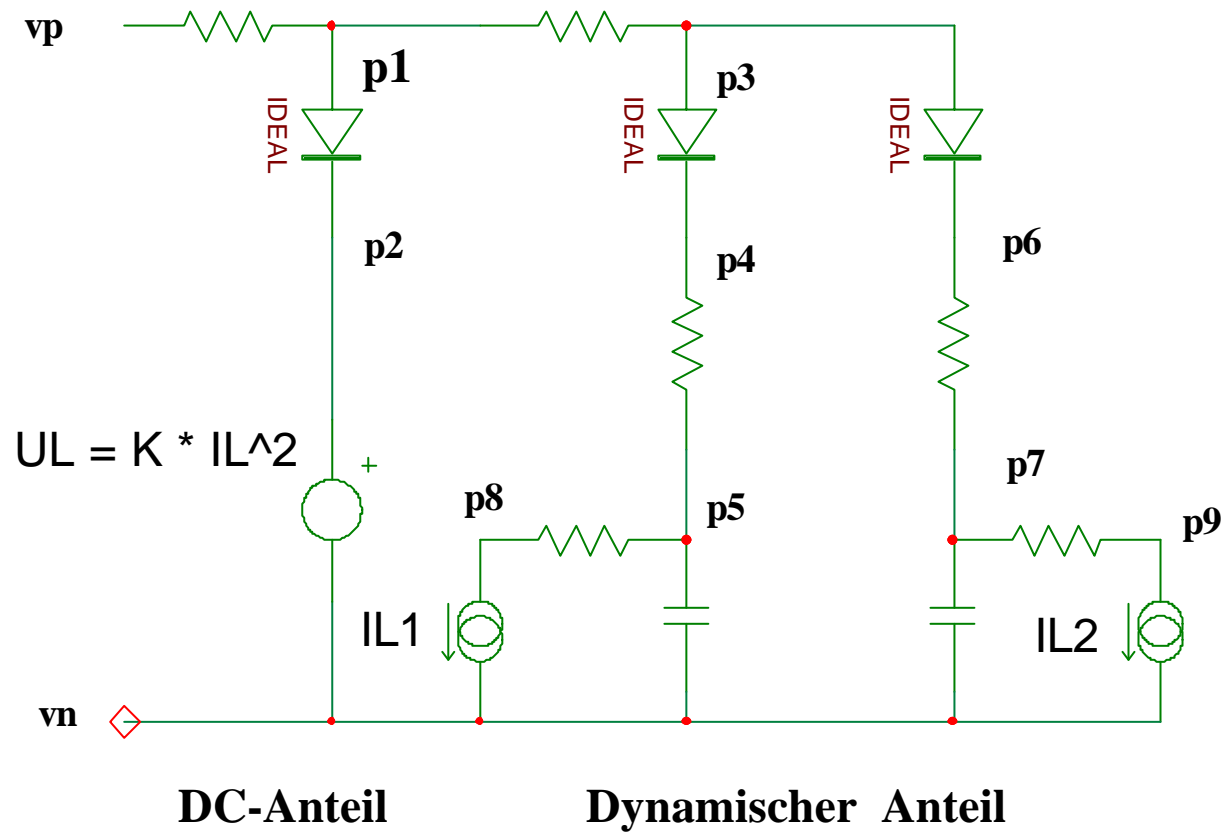 vp
p1
p3
IDEAL
IDEAL
IDEAL
p2
p4
p6
UL = K * IL^2
+
p8
p5
p7
p9
IL1
IL2
vn
DC-Anteil
Dynamischer Anteil